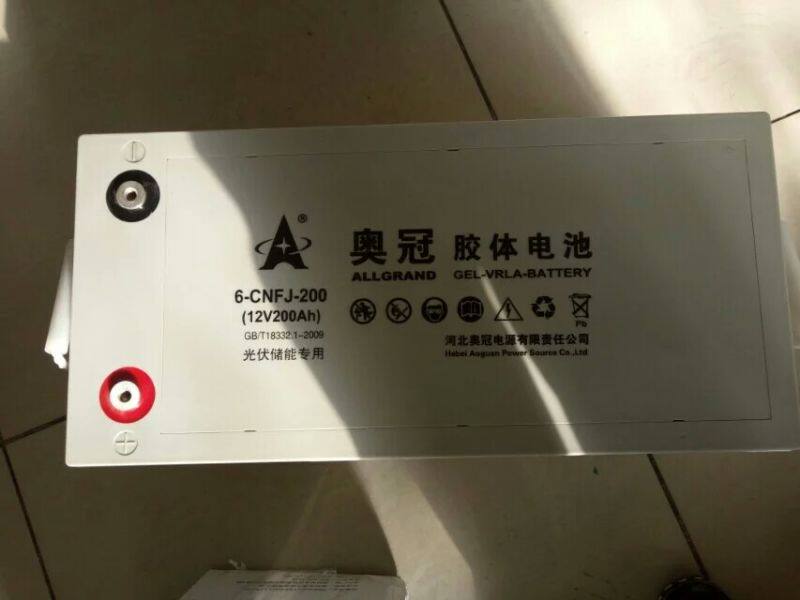 ®
奥冠 胶体电池
ALLGRAND GEL-VRLA-BATTERY
6-CNFJ-200
(12V200Ah)
GB/T18332.1-2009
光伏储能专用
Pb
河北奥冠电源有限责任公司
Hebei Aoguan Power Source Co.,Ltd